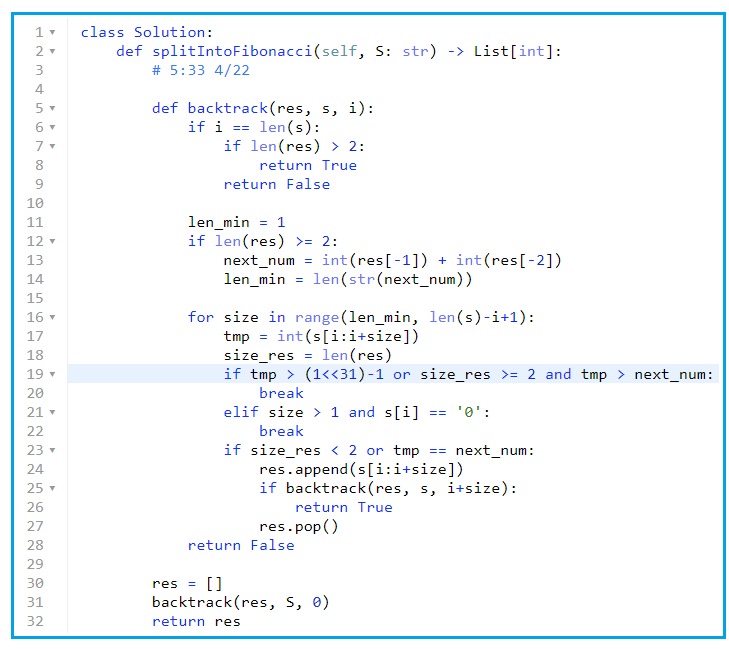 1 class Solution:
2     def splitIntoFibonacci(self, S: str) -> List[int]:
3         # 5:33 4/22
4
5         def backtrack(res, s, i):
6             if i == len(s):
7                 if len(res) > 2:
8                     return True
9                 return False
10
11             len_min = 1
12             if len(res) >= 2:
13                 next_num = int(res[-1]) + int(res[-2])
14                 len_min = len(str(next_num))
15
16             for size in range(len_min, len(s)-i+1):
17                 tmp = int(s[i:i+size])
18                 size_res = len(res)
19                 if tmp > (1<<31)-1 or size_res >= 2 and tmp > next_num:
20                     break
21                 elif size > 1 and s[i] == '0':
22                     break
23                 if size_res < 2 or tmp == next_num:
24                     res.append(s[i:i+size])
25                     if backtrack(res, s, i+size):
26                         return True
27                     res.pop()
28             return False
29
30         res = []
31         backtrack(res, S, 0)
32         return res